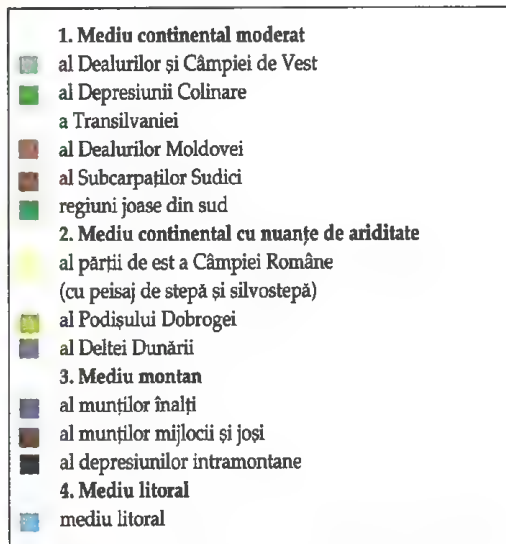 1. Mediu continental moderat
al Dealurilor și Câmpiei de Vest
al Depresiunii Colinare
a Transilvaniei
al Dealurilor Moldovei
al Subcarpaților Sudici
regiuni joase din sud
2. Mediu continental cu nuanțe de ariditate
al părții de est a Câmpiei Române
(cu peisaj de stepă și silvostepă)
al Podișului Dobrogei
al Deltei Dunării
3. Mediu montan
al munților înalți
al munților mijlocii și joși
al depresiunilor intramontane
4. Mediu litoral
mediu litoral